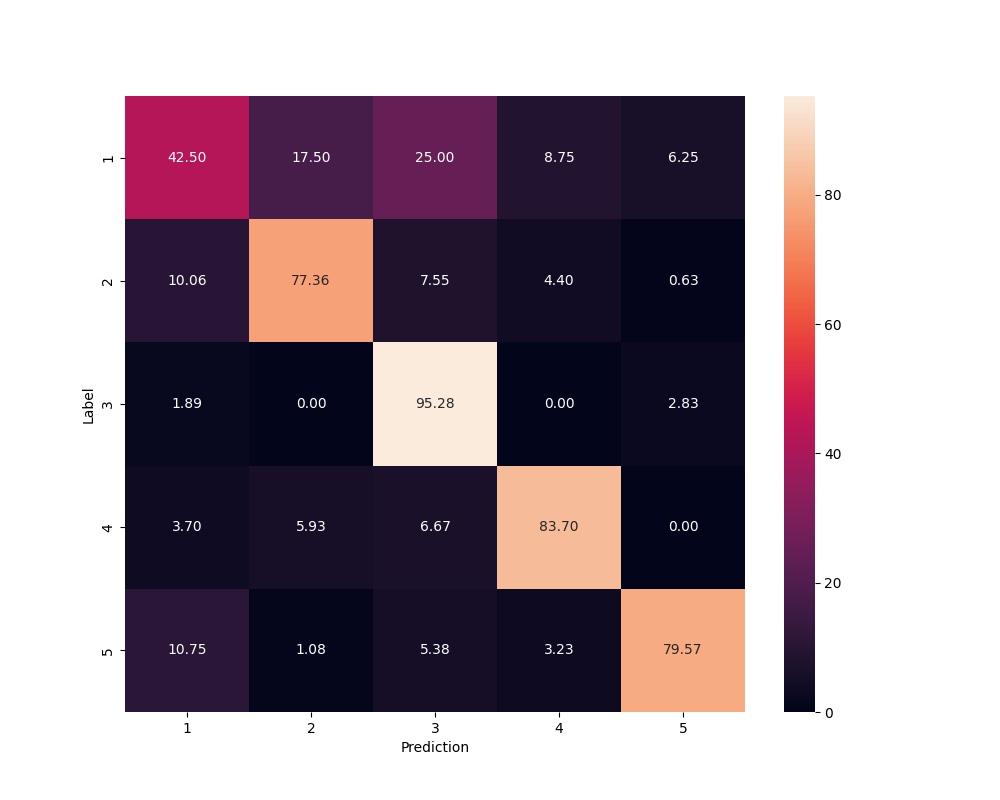 1 42.50 17.50 25.00 8.75 6.25
2 10.06 77.36 7.55 4.40 0.63
3 1.89 0.00 95.28 0.00 2.83
4 3.70 5.93 6.67 83.70 0.00
5 10.75 1.08 5.38 3.23 79.57
1 2 3 4 5
Prediction
Label
80
60
40
20
0